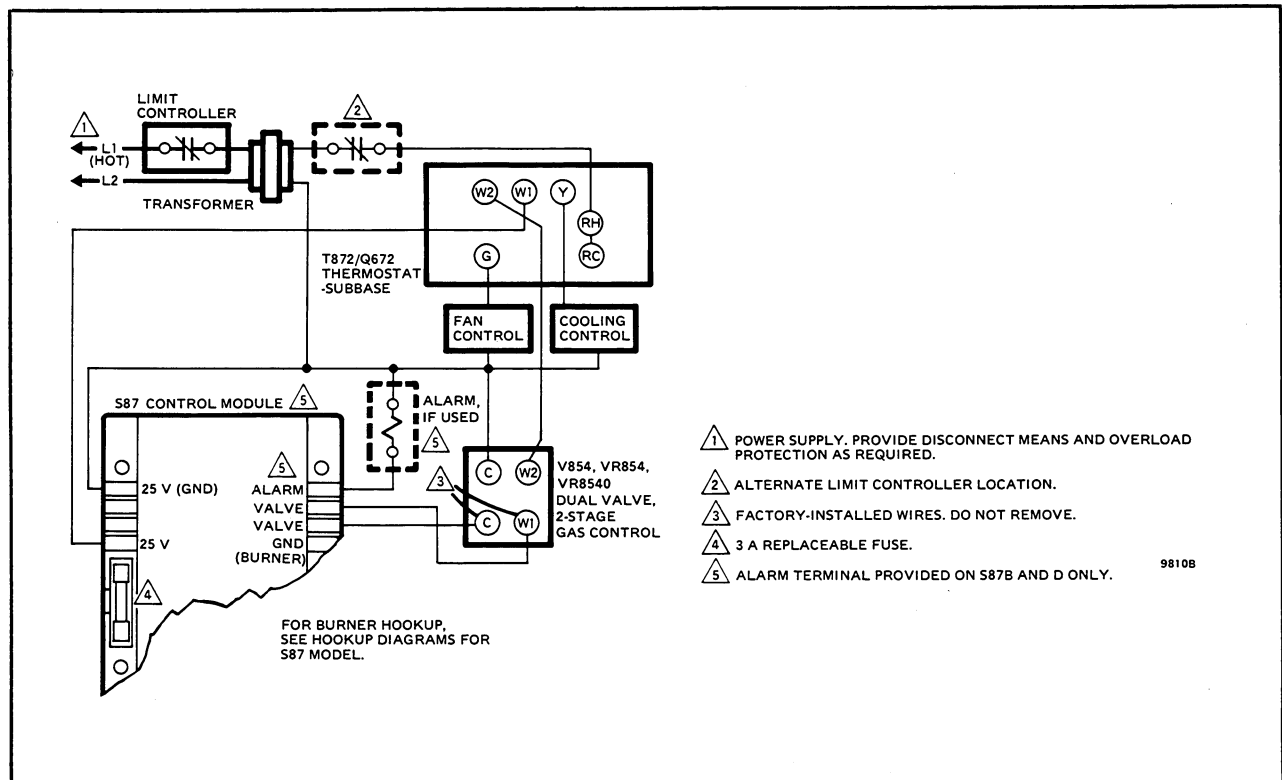 LIMIT
CONTROLLER
1
2
L1
(HOT)
L2
TRANSFORMER
W2
W1
Y
RH
RC
G
T872/Q672
THERMOSTAT
-SUBBASE
FAN
CONTROL
COOLING
CONTROL
S87 CONTROL MODULE 5
ALARM,
IF USED
5
5
25 V (GND)
ALARM
VALVE
VALVE
25 V
GND
(BURNER)
4
3
C
W2
C
W1
V854, VR854,
VR8540
DUAL VALVE,
2-STAGE
GAS CONTROL
FOR BURNER HOOKUP,
SEE HOOKUP DIAGRAMS FOR
S87 MODEL.
1 POWER SUPPLY. PROVIDE DISCONNECT MEANS AND OVERLOAD
PROTECTION AS REQUIRED.
2 ALTERNATE LIMIT CONTROLLER LOCATION.
3 FACTORY-INSTALLED WIRES. DO NOT REMOVE.
4 3 A REPLACEABLE FUSE.
5 ALARM TERMINAL PROVIDED ON S87B AND D ONLY.
9810B